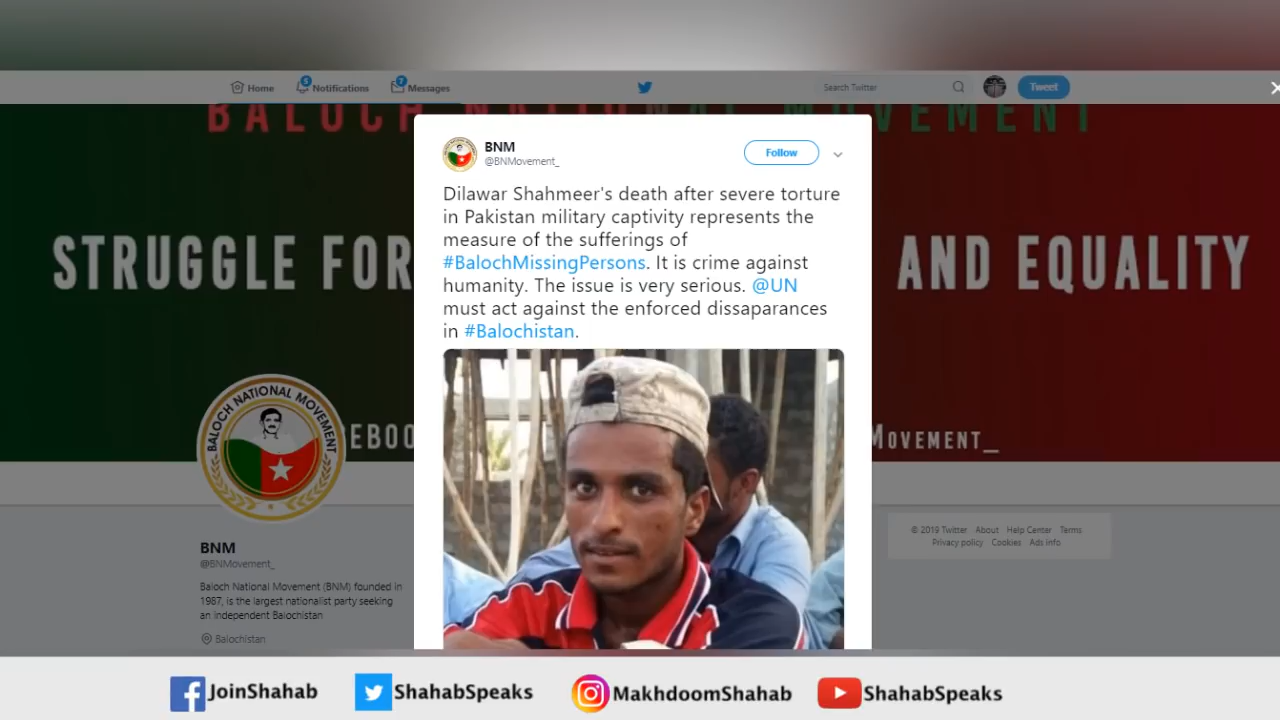 BALOCH NATIONAL MOVEMENT
Home
5
Notifications
7
Messages
Search Twitter
Tweet
STRUGGLE FOR
AND EQUALITY
BNM
@BNMovement_
Follow
Dilawar Shahmeer's death after severe torture
in Pakistan military captivity represents the
measure of the sufferings of
#BalochMissingPersons. It is crime against
humanity. The issue is very serious. @UN
must act against the enforced dissaparances
in #Balochistan.
BALOCH NATIONAL MOVEMENT
EBOO
MOVEMENT_
BNM
@BNMovement_
Baloch National Movement (BNM) founded in
1987, is the largest nationalist party seeking
an independent Balochistan
Balochistan
© 2019 Twitter About Help Center Terms
Privacy policy Cookies Ads info
JoinShahab
ShahabSpeaks
MakhdoomShahab
ShahabSpeaks